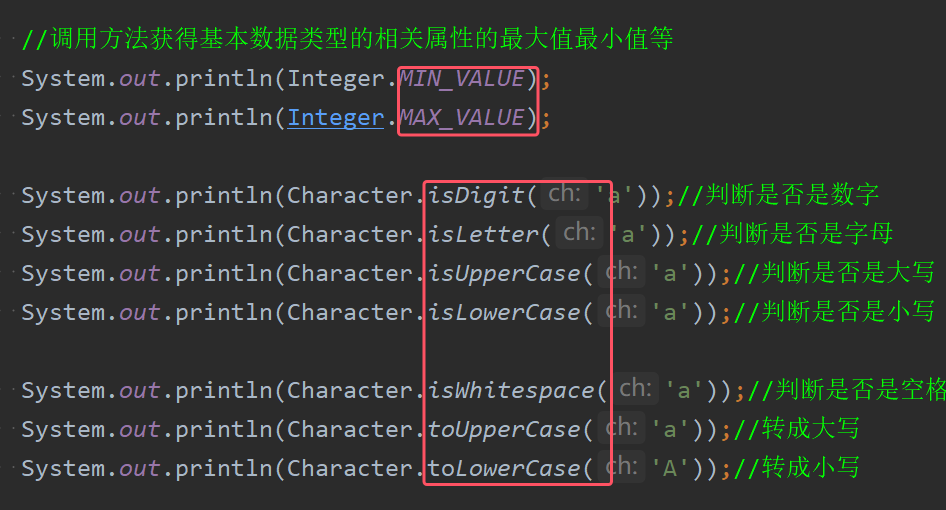 //调用方法获得基本数据类型的相关属性的最大值最小值等
System.out.println(Integer.MIN_VALUE);
System.out.println(Integer.MAX_VALUE);
System.out.println(Character.isDigit( ch: 'a'));//判断是否是数字
System.out.println(Character.isLetter( ch: 'a'));//判断是否是字母
System.out.println(Character.isUpperCase( ch: 'a'));//判断是否是大写
System.out.println(Character.isLowerCase( ch: 'a'));//判断是否是小写
System.out.println(Character.isWhitespace( ch: 'a'));//判断是否是空格
System.out.println(Character.toUpperCase( ch: 'a'));//转成大写
System.out.println(Character.toLowerCase( ch: 'A'));//转成小写